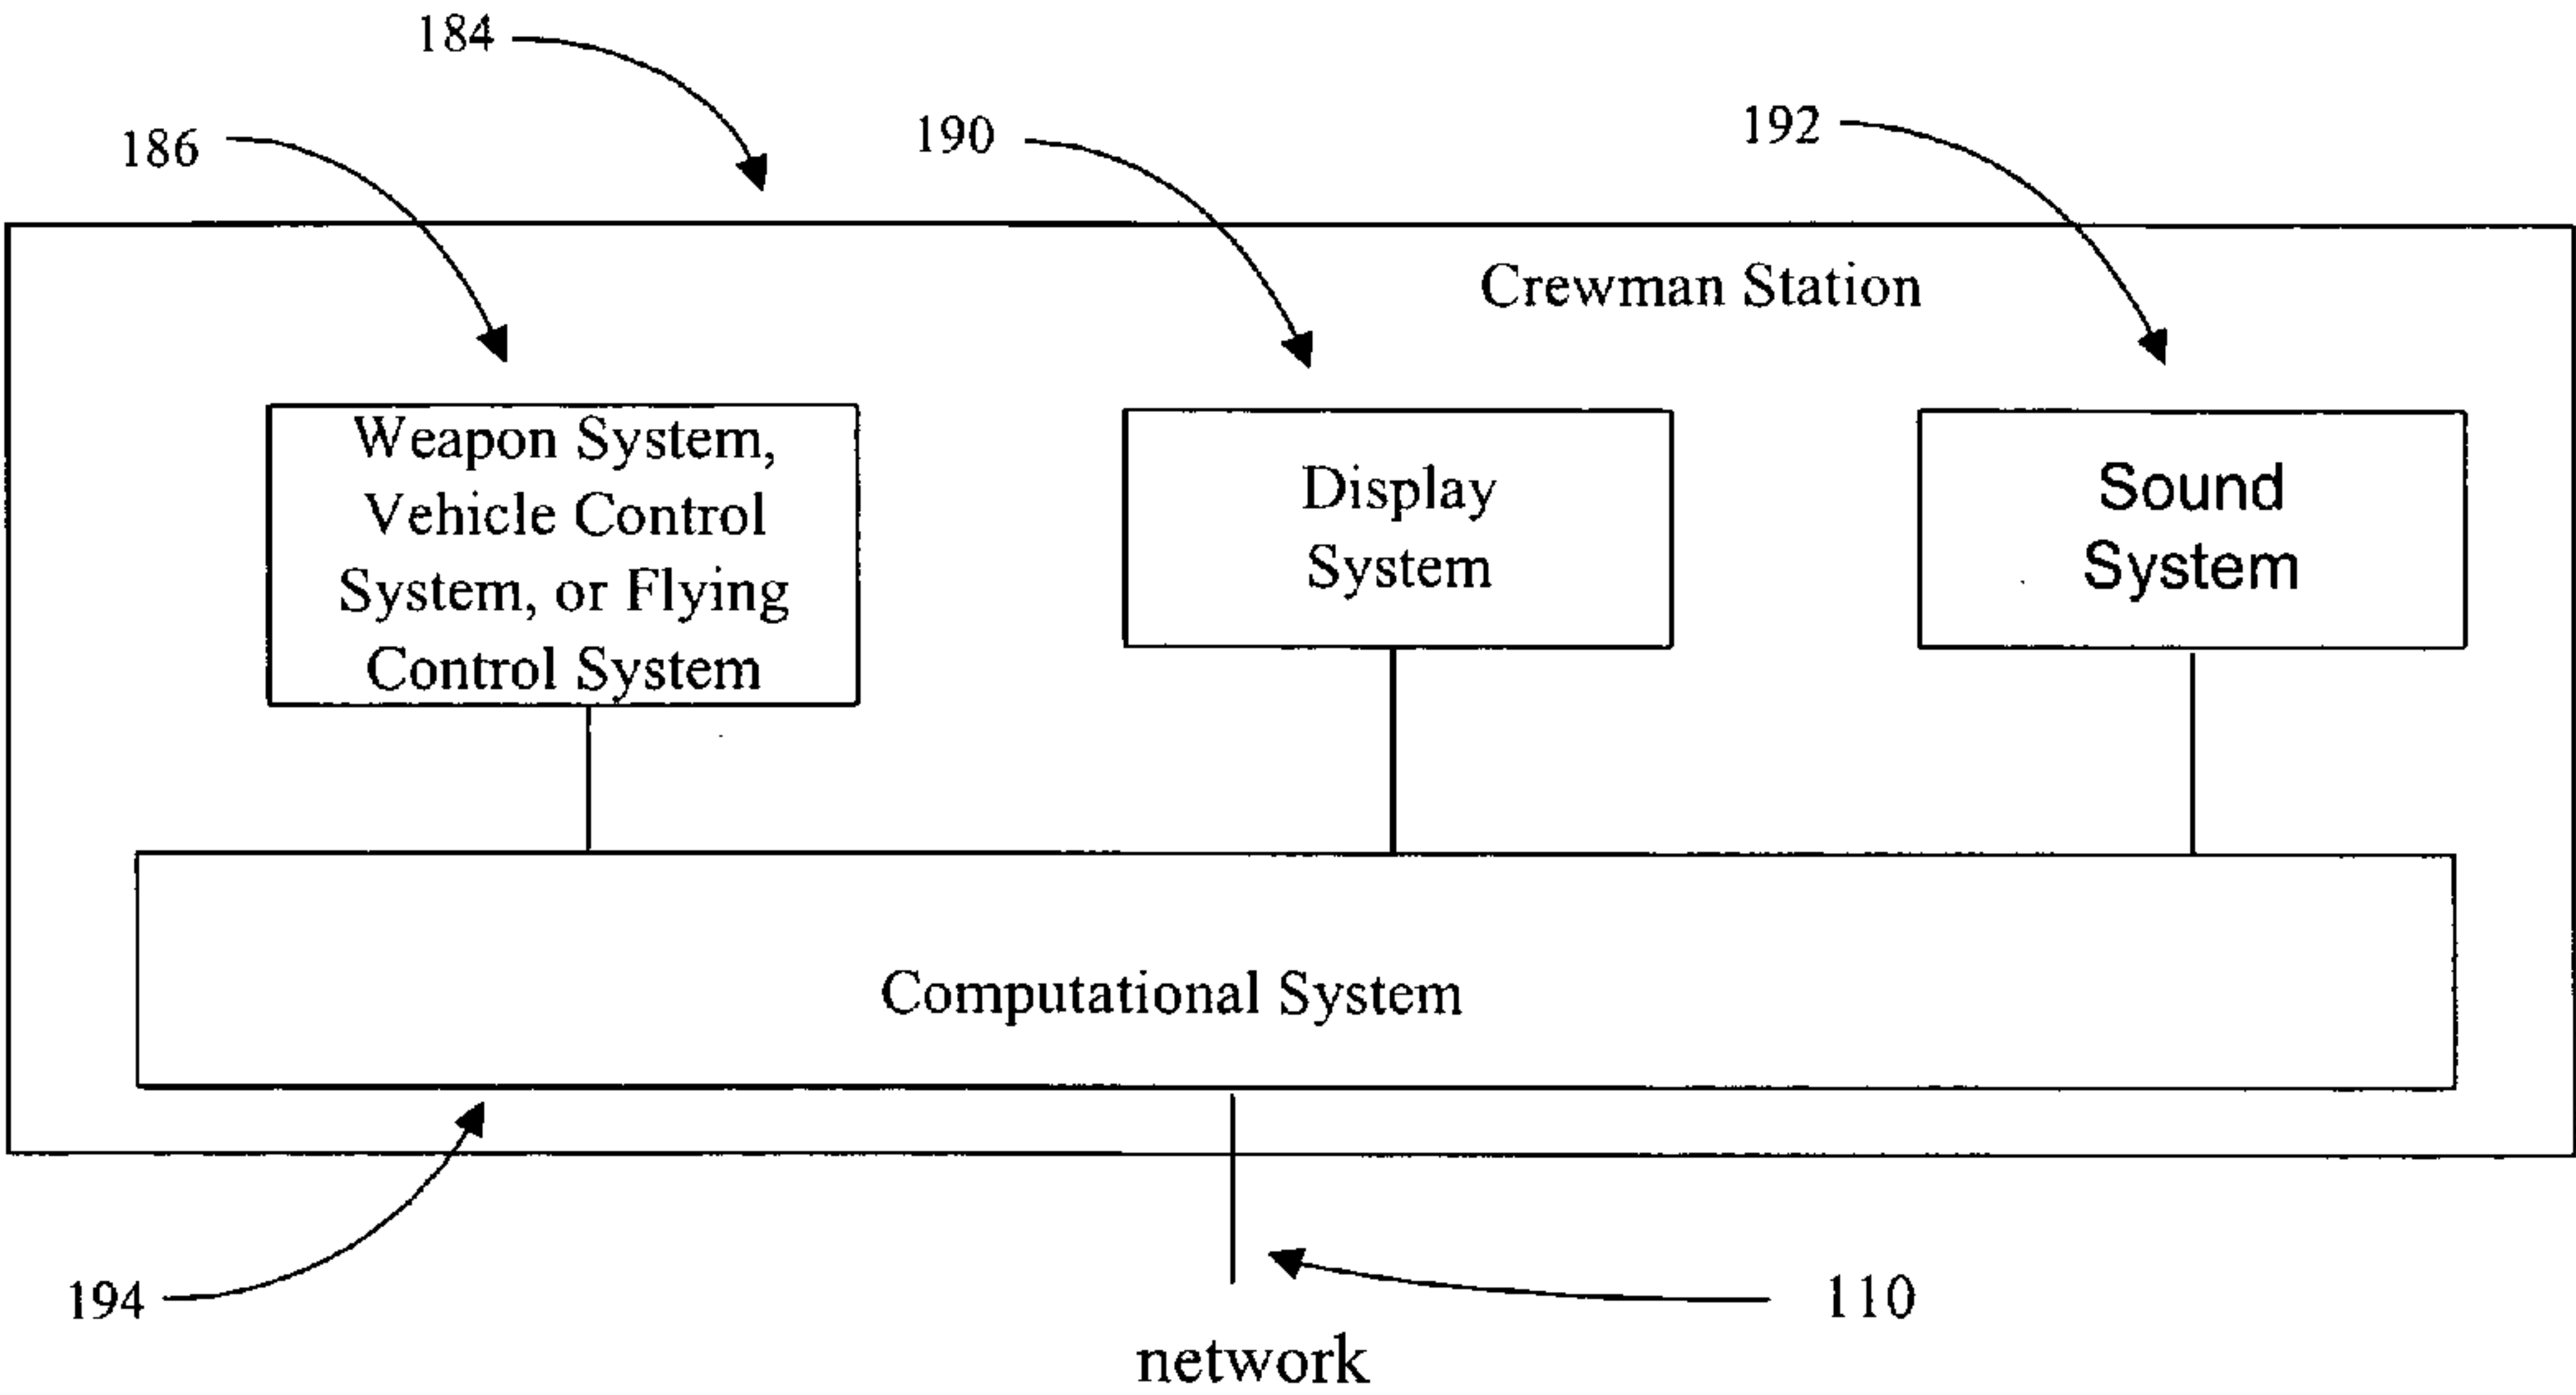 184
186
190
192
Crewman Station
Weapon System,
Vehicle Control
System, or Flying
Control System
Display
System
Sound
System
Computational System
194
110
network